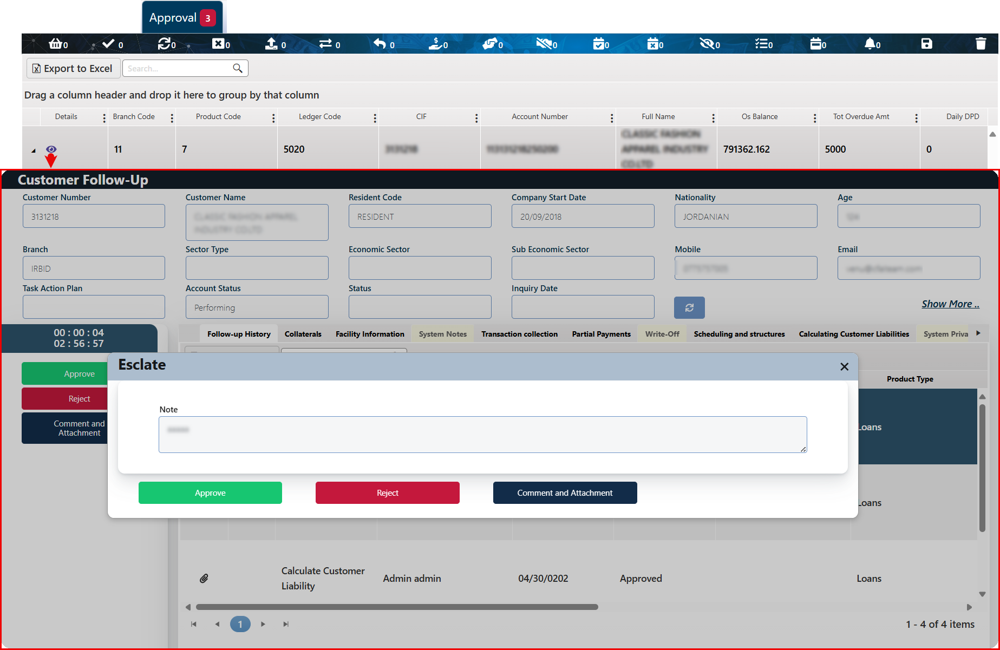 Approval 3
0 0 0 0 0 0 0 0 0 0 0 0 0 0 0 0
Export to Excel Search...
Drag a column header and drop it here to group by that column
Details Branch Code Product Code Ledger Code CIF Account Number Full Name Os Balance Tot Overdue Amt Daily DPD
11 7 5020 791362.162 5000 0
Customer Follow-Up
Customer Number Customer Name Resident Code Company Start Date Nationality Age
3131218 RESIDENT 20/09/2018 JORDANIAN
Branch Sector Type Economic Sector Sub Economic Sector Mobile Email
IRBID
Task Action Plan Account Status Status Inquiry Date
Performing
Show More ..
00 : 00 : 04
02 : 56 : 57
Follow-up History Collaterals Facility Information System Notes Transaction collection Partial Payments Write-Off Scheduling and structures Calculating Customer Liabilities System Priva
Approve
Reject
Comment and
Attachment
Esclate
Note
Approve Reject Comment and Attachment
Product Type
Loans
Loans
Calculate Customer
Liability
Admin admin 04/30/0202 Approved Loans
1
1 - 4 of 4 items